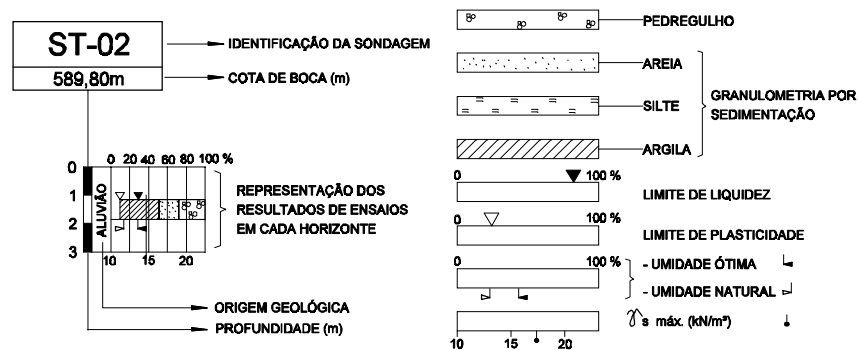 ST-02
589,80m
IDENTIFICAÇÃO DA SONDAGEM
COTA DE BOCA (m)
0 20 40 60 80 100 %
0
1
2
3
ALUVIÃO
10 15 20
REPRESENTAÇÃO DOS
RESULTADOS DE ENSAIOS
EM CADA HORIZONTE
ORIGEM GEOLÓGICA
PROFUNDIDADE (m)
PEDREGULHO
AREIA
SILTE
ARGILA
GRANULOMETRIA POR
SEDIMENTAÇÃO
0 100 %
LIMITE DE LIQUIDEZ
0 100 %
LIMITE DE PLASTICIDADE
0 100 %
- UMIDADE ÓTIMA
- UMIDADE NATURAL
γs máx. (kN/m³)
10 15 20